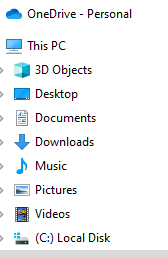 OneDrive - Personal
This PC
3D Objects
Desktop
Documents
Downloads
Music
Pictures
Videos
(C:) Local Disk